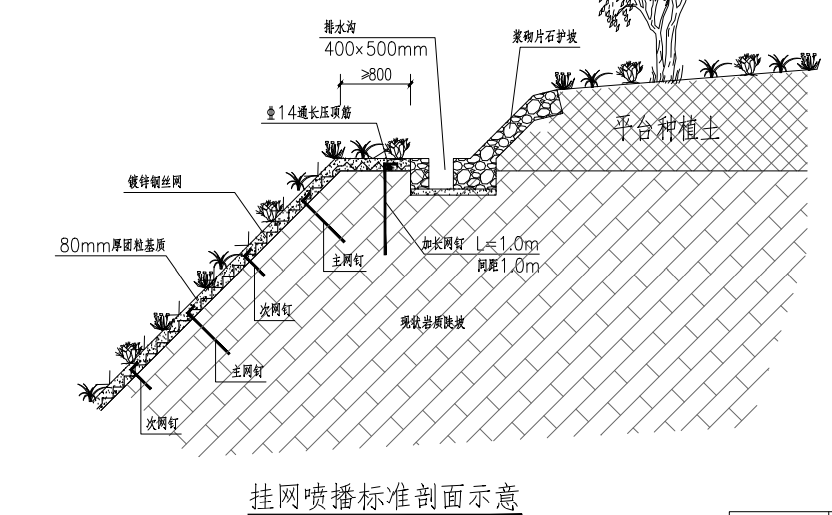 排水沟
400×500mm
浆砌片石护坡
≥800
Φ14通长压顶筋
平台种植土
镀锌钢丝网
80mm厚团粒基质
主网钉
加长网钉 L=1.0m
间距1.0m
次网钉
现状岩质陡坡
主网钉
次网钉
挂网喷播标准剖面示意